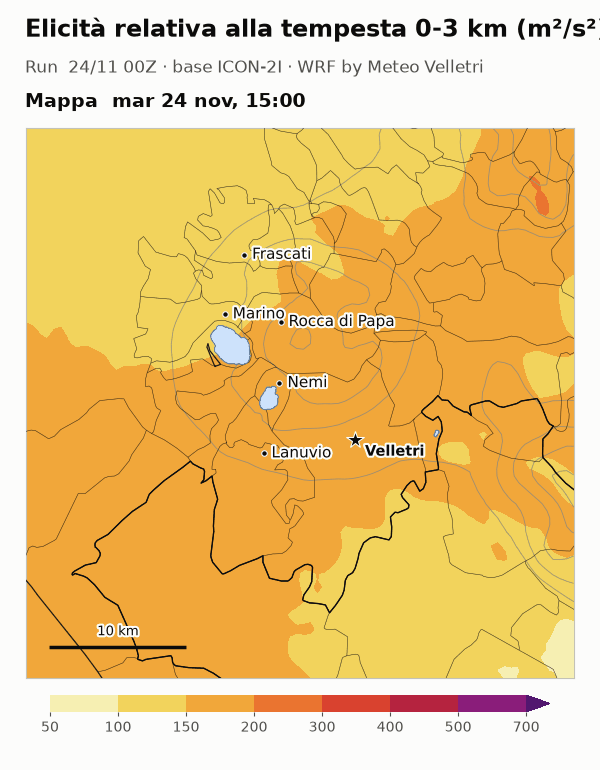 Elicità relativa alla tempesta 0-3 km (m²/s²)
Run 24/11 00Z · base ICON-2I · WRF by Meteo Velletri
Mappa mar 24 nov, 15:00
Frascati
Marino
Rocca di Papa
Nemi
Velletri
Lanuvio
10 km
50 100 150 200 300 400 500 700